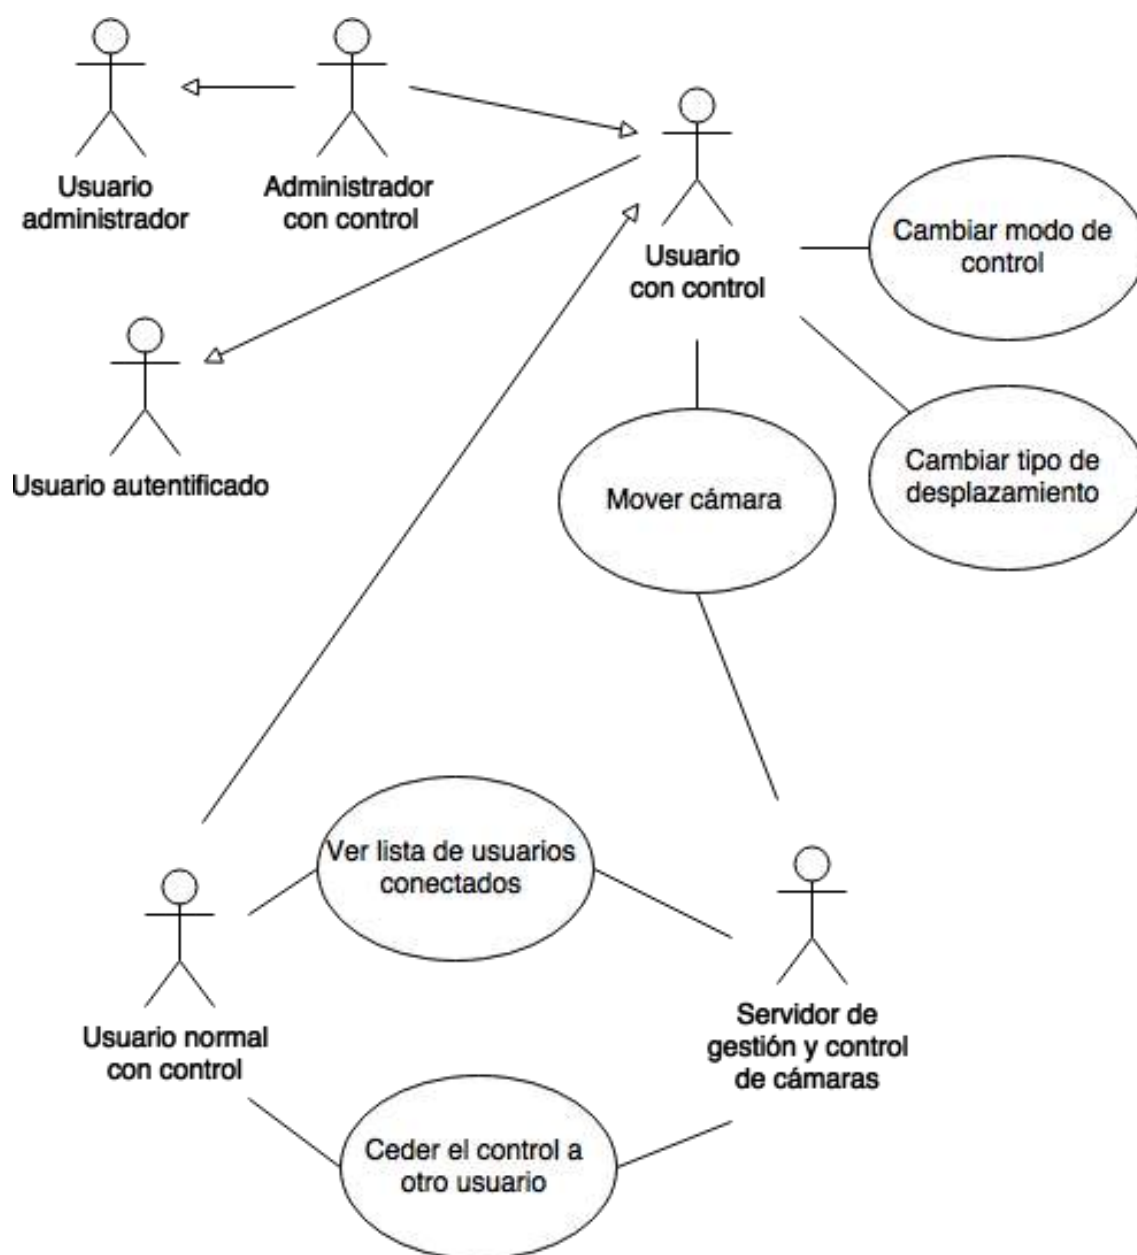 Usuario
administrador
Administrador
con control
Usuario
con control
Cambiar modo de
control
Usuario autentificado
Mover cámara
Cambiar tipo de
desplazamiento
Ver lista de usuarios
conectados
Usuario normal
con control
Servidor de
gestión y control
de cámaras
Ceder el control a
otro usuario